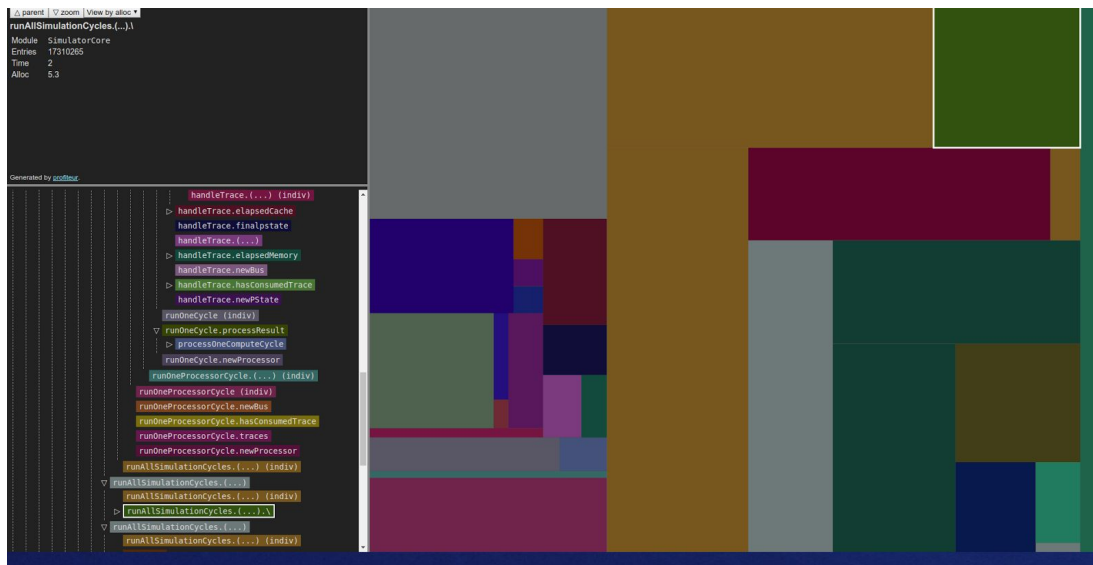 △ parent ▽ zoom View by alloc ▾
runAllSimulationCycles.(...).\
Module SimulatorCore
Entries 17310265
Time 2
Alloc 5.3
Generated by profiteur.
handleTrace.(...) (indiv)
▷ handleTrace.elapsedCache
handleTrace.finalpstate
handleTrace.(...)
▷ handleTrace.elapsedMemory
handleTrace.newBus
▷ handleTrace.hasConsumedTrace
handleTrace.newPState
runOneCycle (indiv)
▽ runOneCycle.processResult
▷ processOneComputeCycle
runOneCycle.newProcessor
runOneProcessorCycle.(...) (indiv)
runOneProcessorCycle (indiv)
runOneProcessorCycle.newBus
runOneProcessorCycle.hasConsumedTrace
runOneProcessorCycle.traces
runOneProcessorCycle.newProcessor
runAllSimulationCycles.(...) (indiv)
▽ runAllSimulationCycles.(...)
runAllSimulationCycles.(...) (indiv)
▷ runAllSimulationCycles.(...).\
▽ runAllSimulationCycles.(...)
runAllSimulationCycles.(...) (indiv)